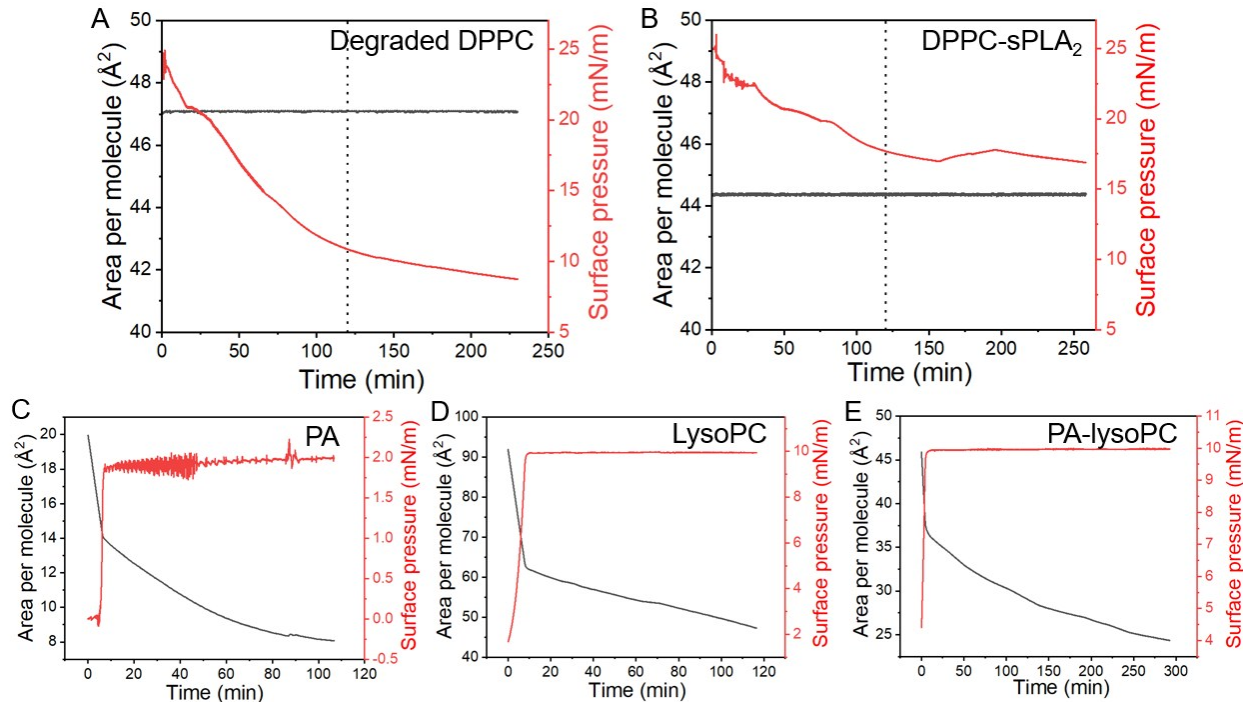 A
Degraded DPPC
50
48
46
44
42
40
Area per molecule (Å²)
25
20
15
10
5
Surface pressure (mN/m)
0 50 100 150 200 250
Time (min)
B
DPPC-sPLA₂
50
48
46
44
42
40
Area per molecule (Å²)
25
20
15
10
5
Surface pressure (mN/m)
0 50 100 150 200 250
Time (min)
C
PA
20
18
16
14
12
10
8
Area per molecule (Å²)
2.5
2.0
1.5
1.0
0.5
0.0
-0.5
Surface pressure (mN/m)
0 20 40 60 80 100 120
Time (min)
D
LysoPC
100
90
80
70
60
50
40
Area per molecule (Å²)
10
8
6
4
2
Surface pressure (mN/m)
0 20 40 60 80 100 120
Time (min)
E
PA-lysoPC
50
45
40
35
30
25
Area per molecule (Å²)
11
10
9
8
7
6
5
4
Surface pressure (mN/m)
0 50 100 150 200 250 300
Time (min)